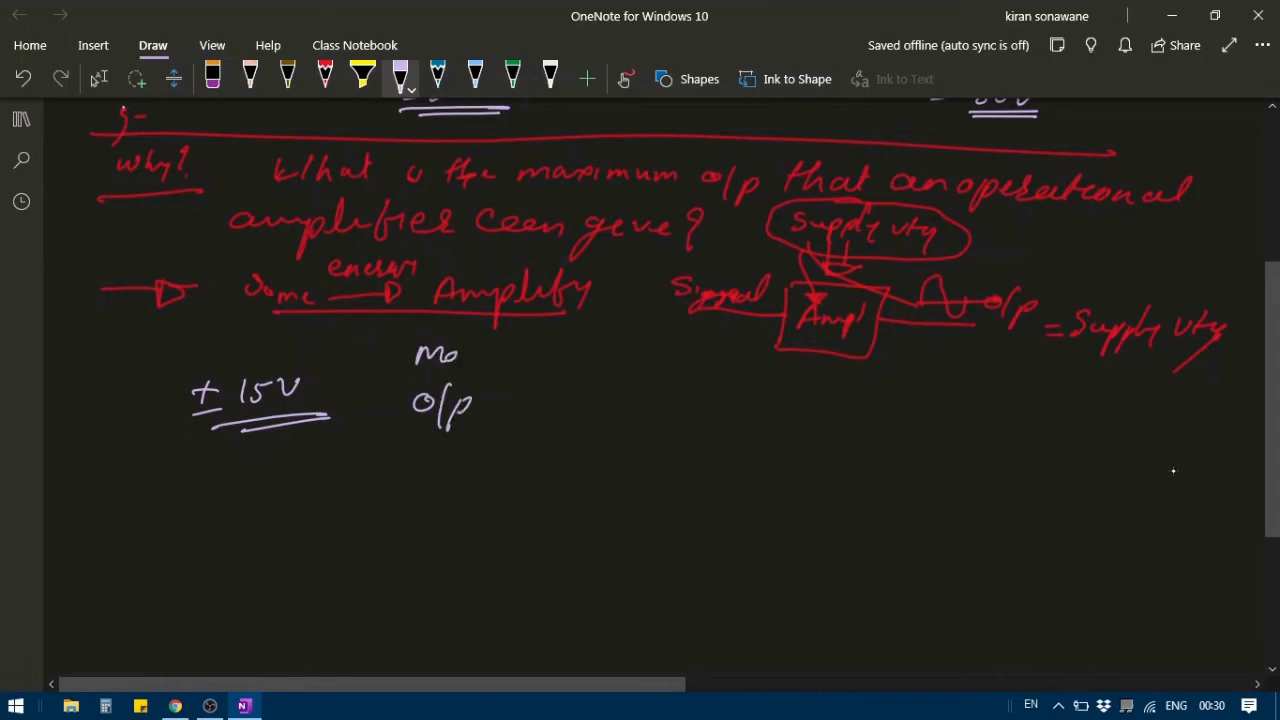 OneNote for Windows 10
kiran sonawane
Home Insert Draw View Help Class Notebook
Saved offline (auto sync is off)
Share
Shapes
Ink to Shape
Ink to Text
Why? What is the maximum o/p that an operational
amplifier can give? Supply vtg
energy
Some Amplify Signal Ampl o/p = Supply vtg
Mo
± 15V
o/p
EN
ENG 00:30